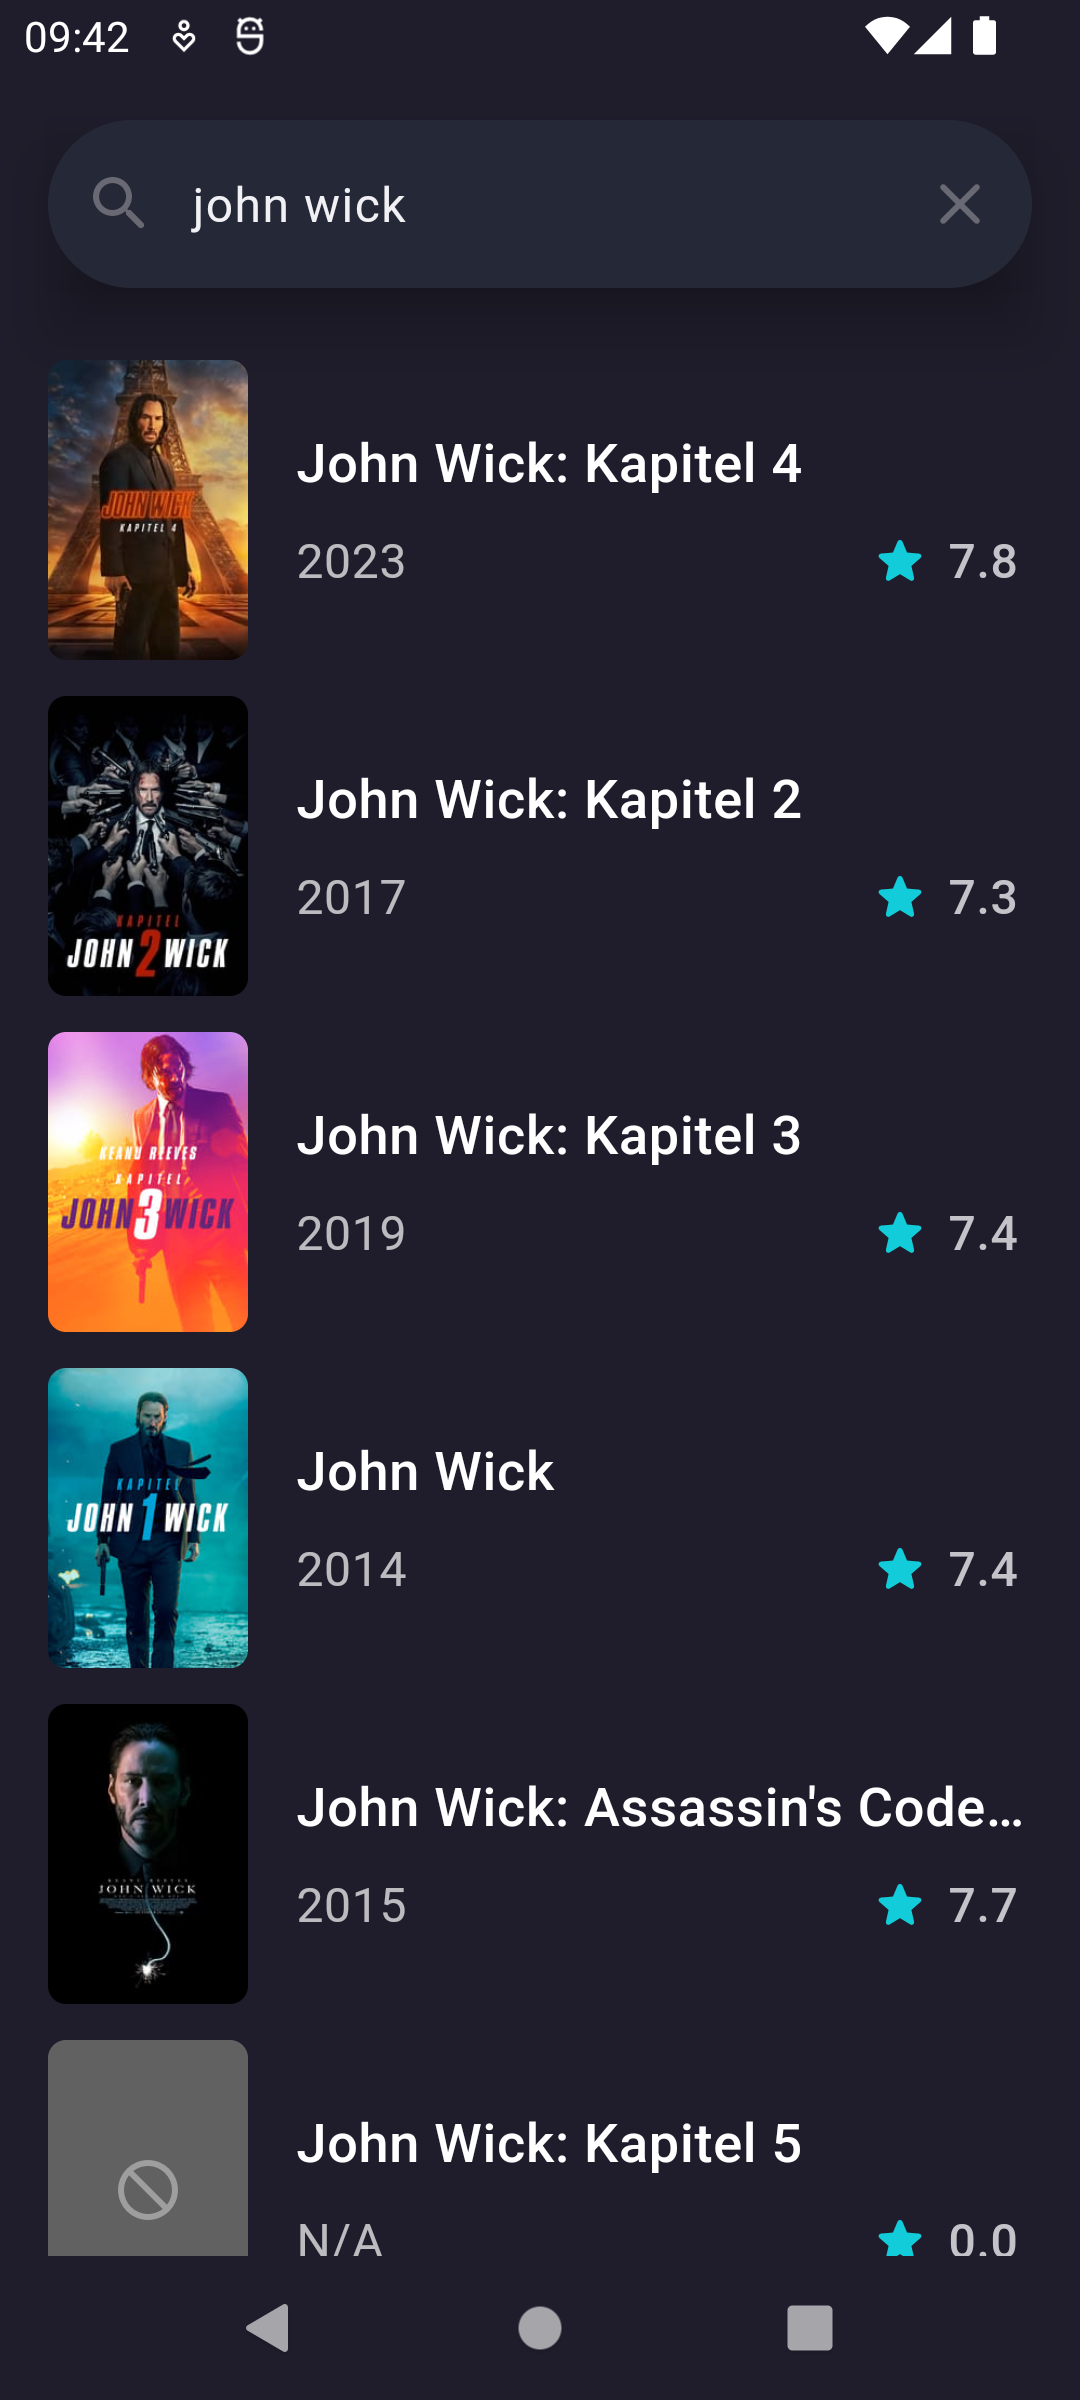 09:42
john wick
JOHN WICK
KAPITEL 4
John Wick: Kapitel 4
2023
7.8
KAPITEL
JOHN 2 WICK
John Wick: Kapitel 2
2017
7.3
KEANU REEVES
KAPITEL
JOHN 3 WICK
John Wick: Kapitel 3
2019
7.4
KAPITEL
JOHN 1 WICK
John Wick
2014
7.4
KEANU REEVES
JOHN WICK
John Wick: Assassin's Code...
2015
7.7
John Wick: Kapitel 5
N/A
0.0